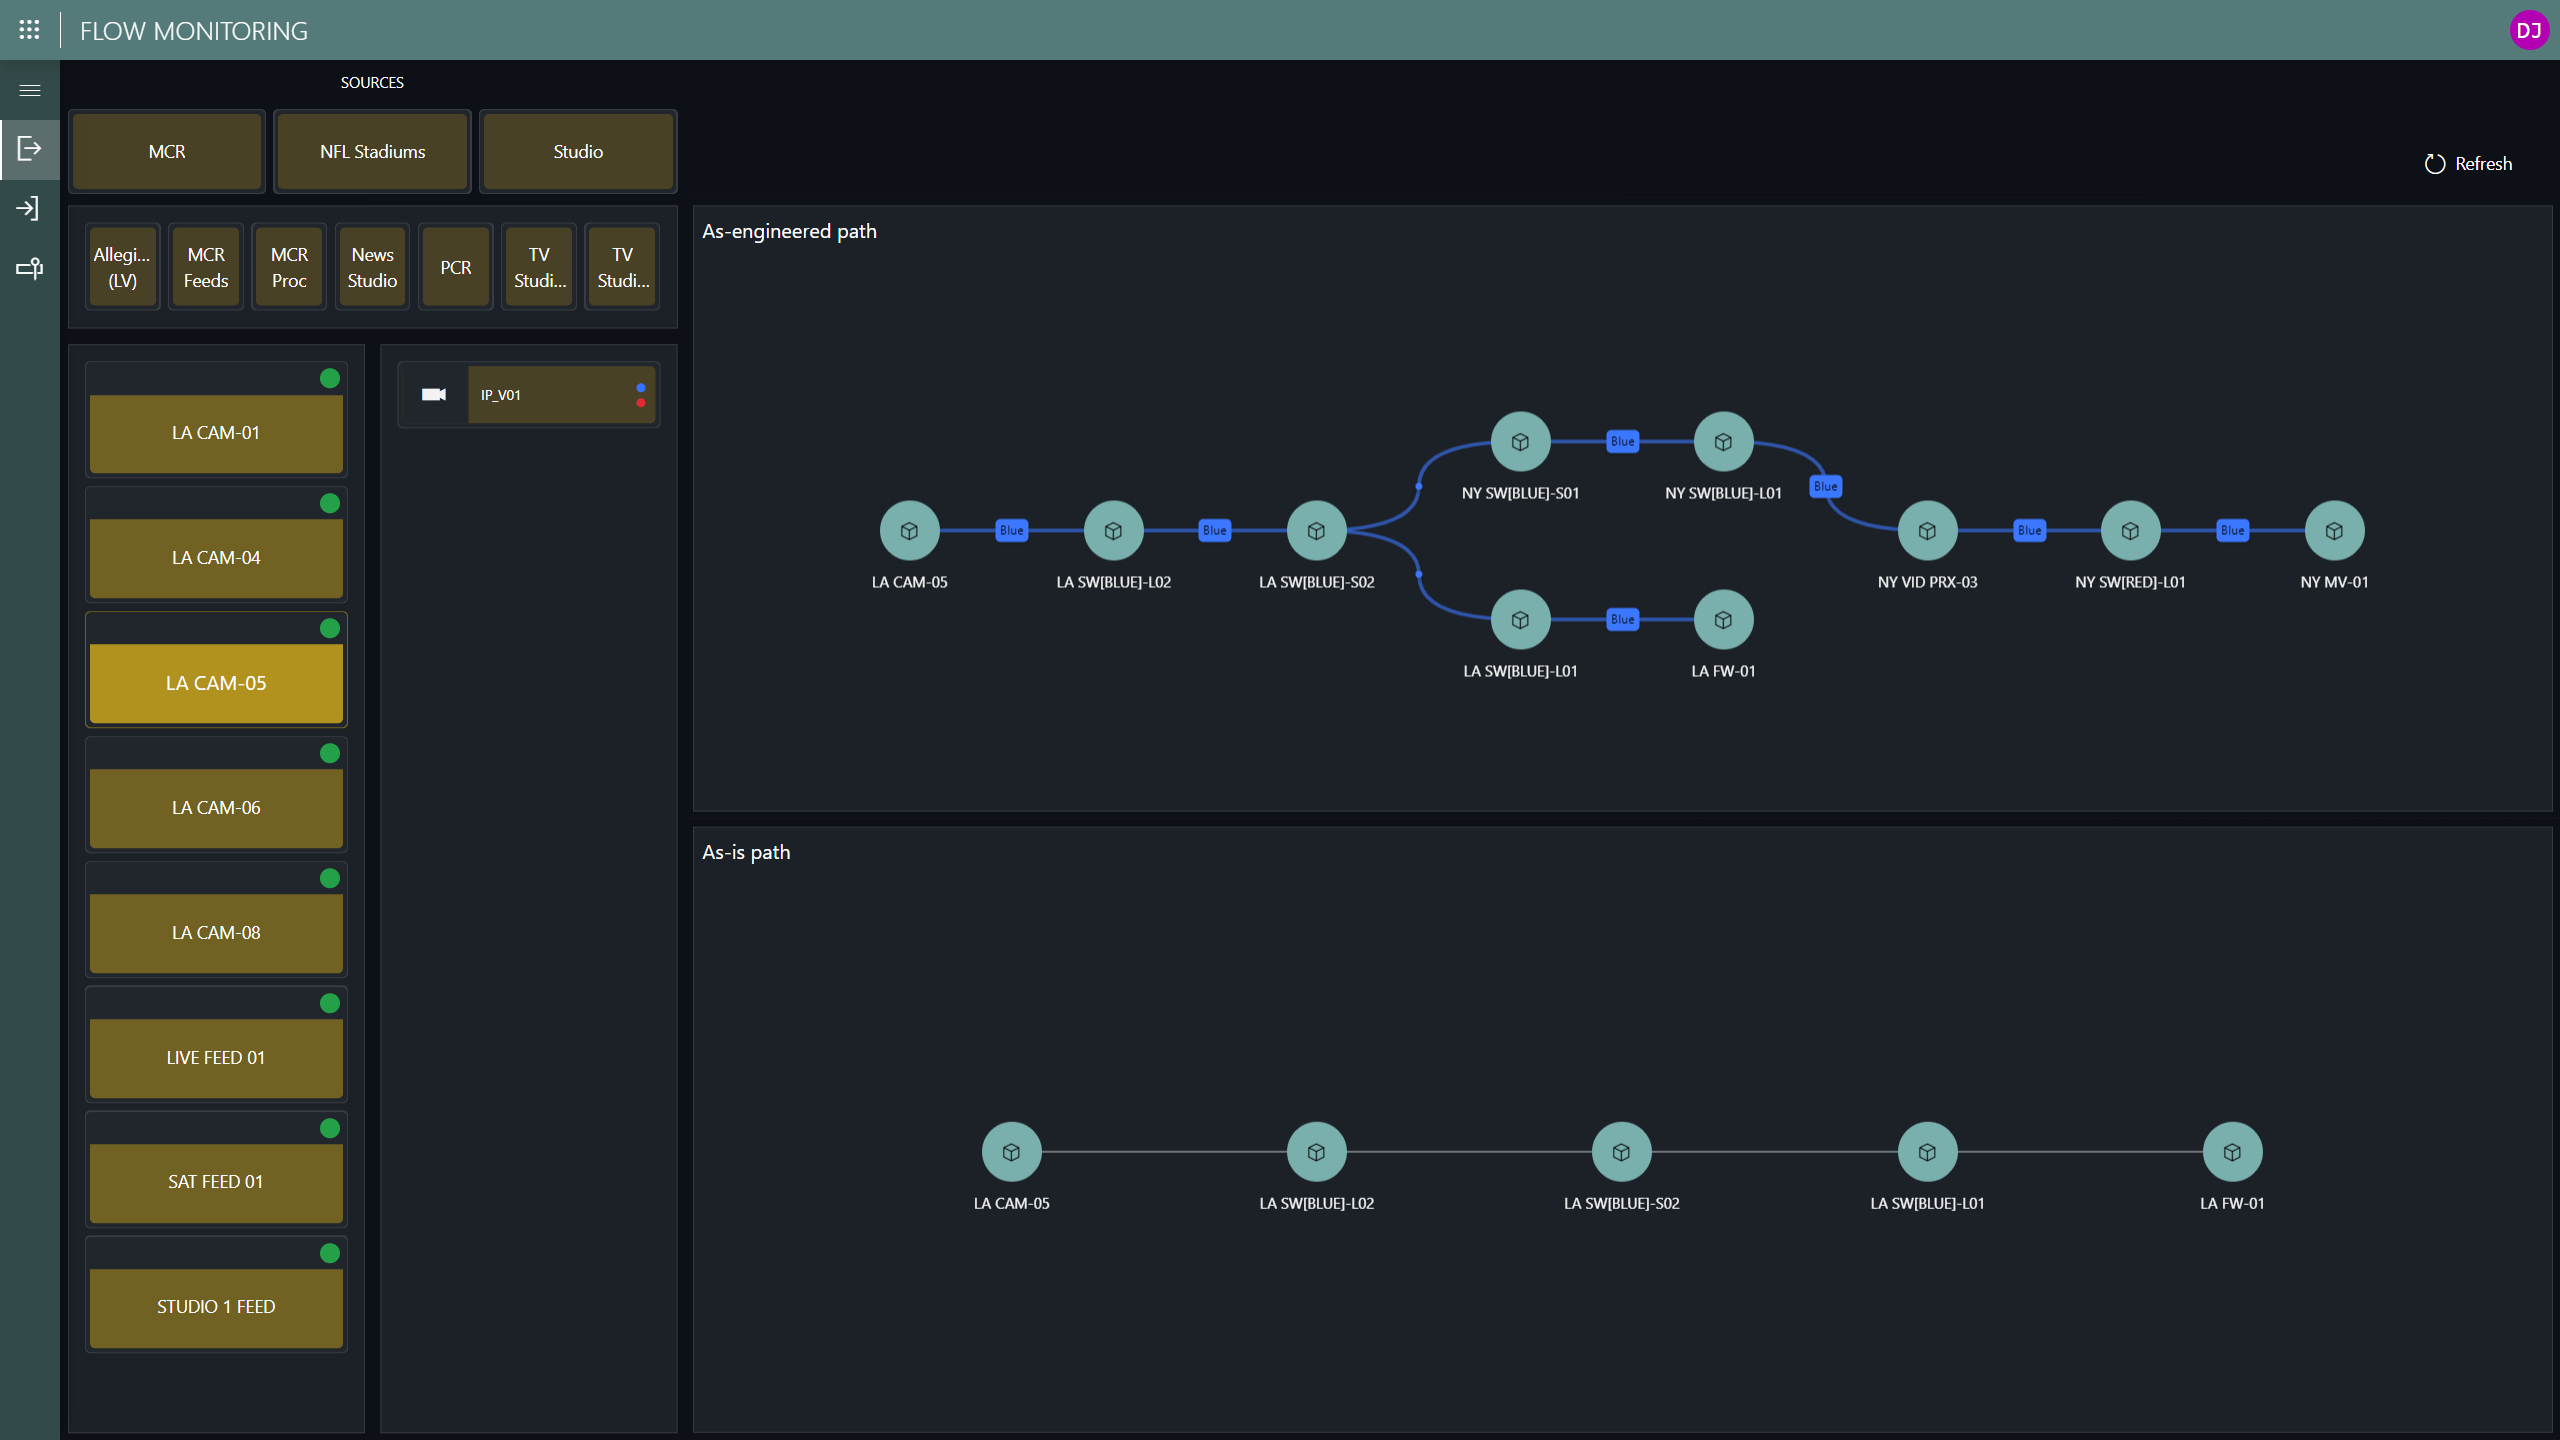 FLOW MONITORING
DJ
SOURCES
MCR
NFL Stadiums
Studio
Refresh
Allegi...
(LV)
MCR
Feeds
MCR
Proc
News
Studio
PCR
TV
Studi...
TV
Studi...
As-engineered path
LA CAM-01
IP_V01
LA CAM-04
LA CAM-05
LA CAM-06
LA CAM-08
LIVE FEED 01
SAT FEED 01
STUDIO 1 FEED
Blue
NY SW[BLUE]-S01
NY SW[BLUE]-L01
Blue
Blue
Blue
Blue
Blue
LA CAM-05
LA SW[BLUE]-L02
LA SW[BLUE]-S02
NY VID PRX-03
NY SW[RED]-L01
NY MV-01
Blue
LA SW[BLUE]-L01
LA FW-01
As-is path
LA CAM-05
LA SW[BLUE]-L02
LA SW[BLUE]-S02
LA SW[BLUE]-L01
LA FW-01